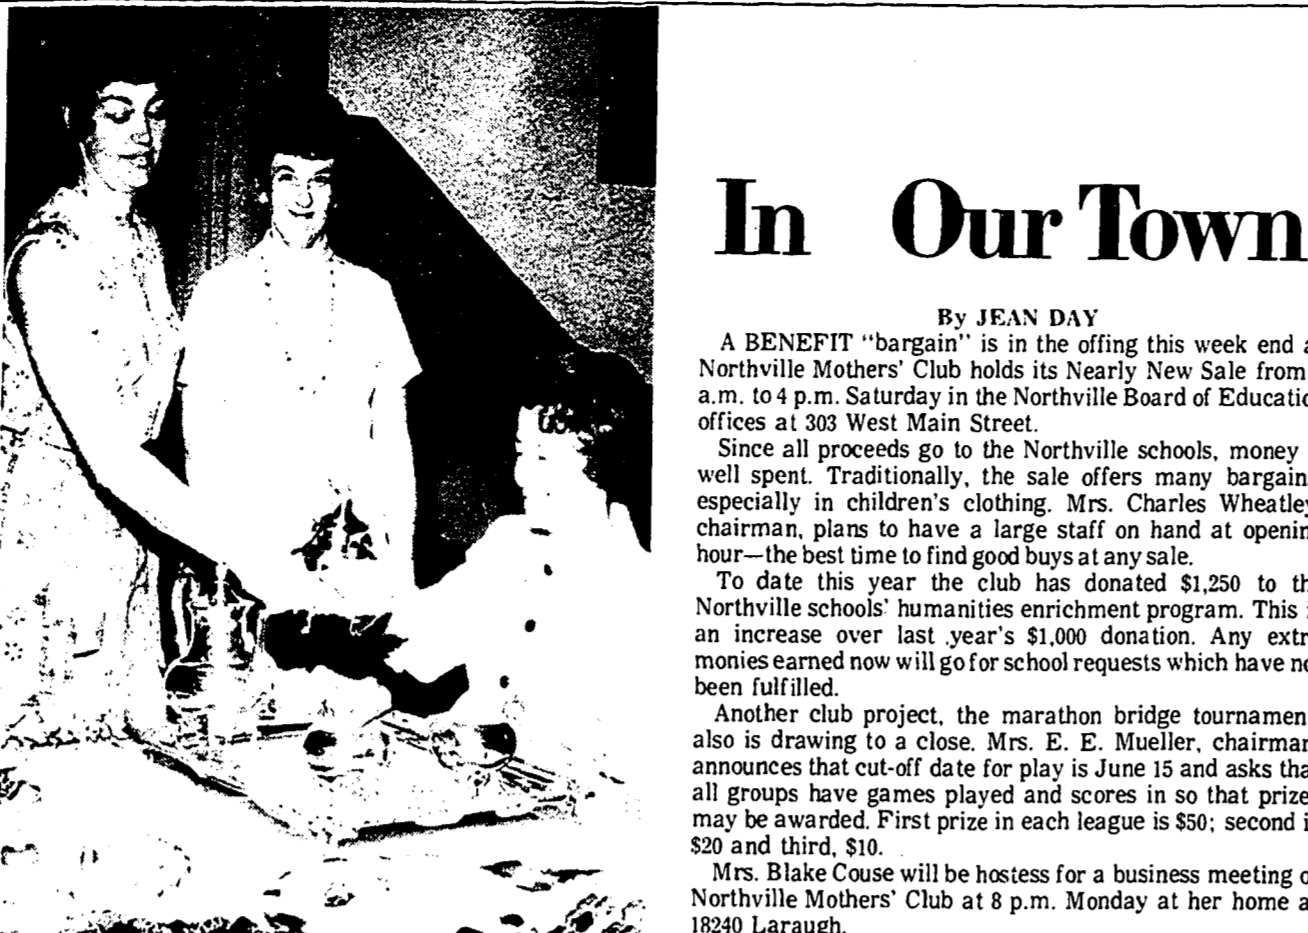 In Our Town
By JEAN DAY
A BENEFIT "bargain" is in the offing this week end
Northville Mothers' Club holds its Nearly New Sale from
a.m. to 4 p.m. Saturday in the Northville Board of Educatio
offices at 303 West Main Street.
Since all proceeds go to the Northville schools, money
well spent. Traditionally, the sale offers many bargain
especially in children's clothing. Mrs. Charles Wheatley
chairman, plans to have a large staff on hand at openin
hour—the best time to find good buys at any sale.
To date this year the club has donated $1,250 to th
Northville schools' humanities enrichment program. This
an increase over last year's $1,000 donation. Any extr
monies earned now will go for school requests which have no
been fulfilled.
Another club project, the marathon bridge tournamen
also is drawing to a close. Mrs. E. E. Mueller, chairman
announces that cut-off date for play is June 15 and asks tha
all groups have games played and scores in so that prize
may be awarded. First prize in each league is $50; second i
$20 and third, $10.
Mrs. Blake Couse will be hostess for a business meeting o
Northville Mothers' Club at 8 p.m. Monday at her home a
18240 Laraugh.